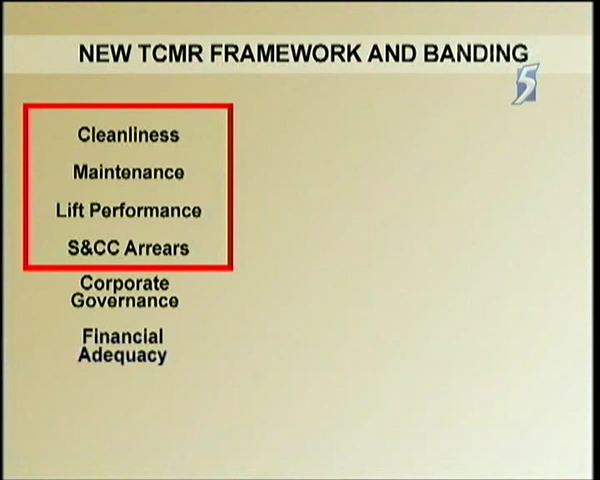 NEW TCMR FRAMEWORK AND BANDING
5
Cleanliness
Maintenance
Lift Performance
S&CC Arrears
Corporate
Governance
Financial
Adequacy